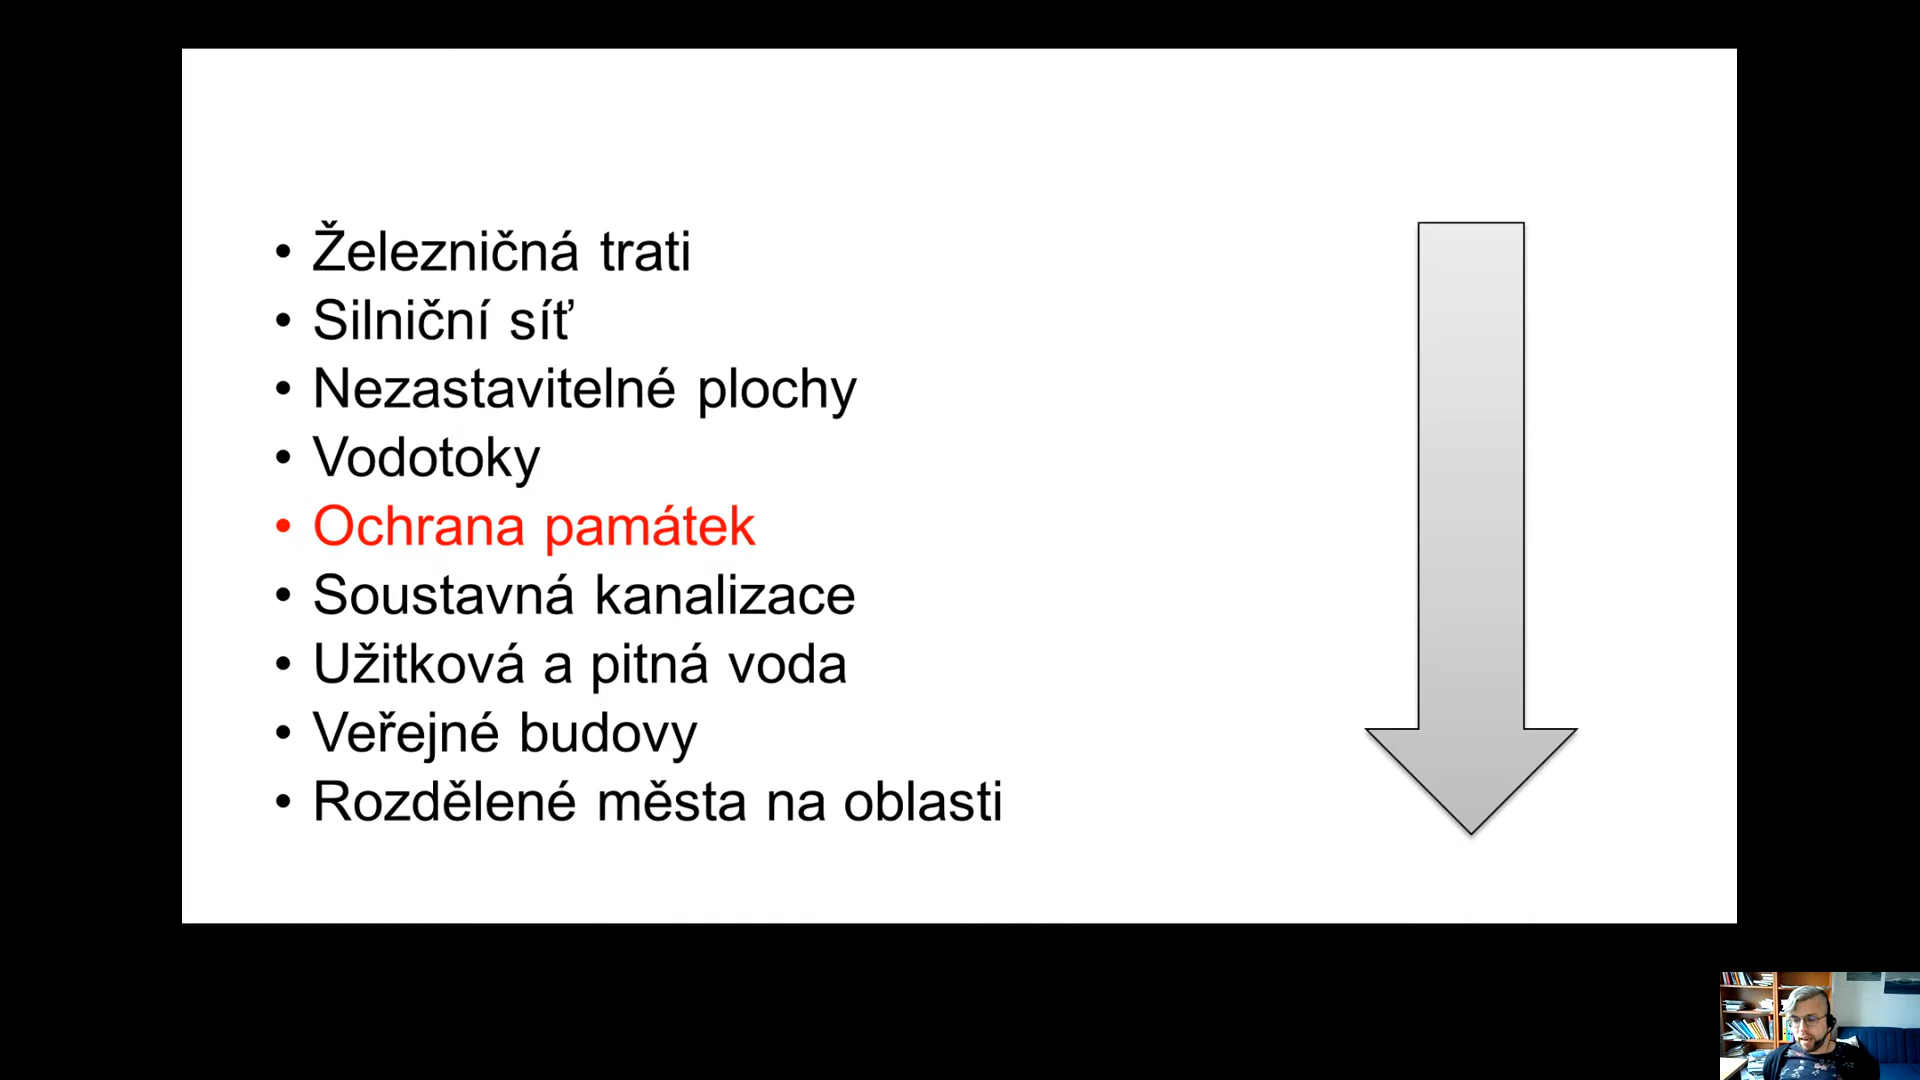 • Železničná trati
• Silniční síť
• Nezastavitelné plochy
• Vodotoky
• Ochrana památek
• Soustavná kanalizace
• Užitková a pitná voda
• Veřejné budovy
• Rozdělené města na oblasti